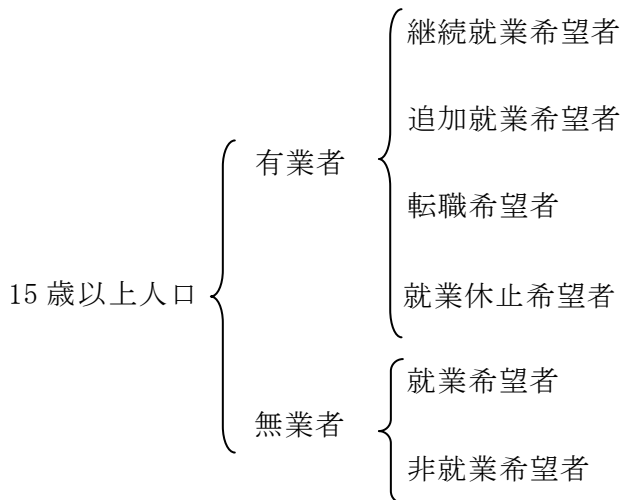 継続就業希望者
追加就業希望者
有業者
転職希望者
15歳以上人口
就業休止希望者
就業希望者
無業者
非就業希望者